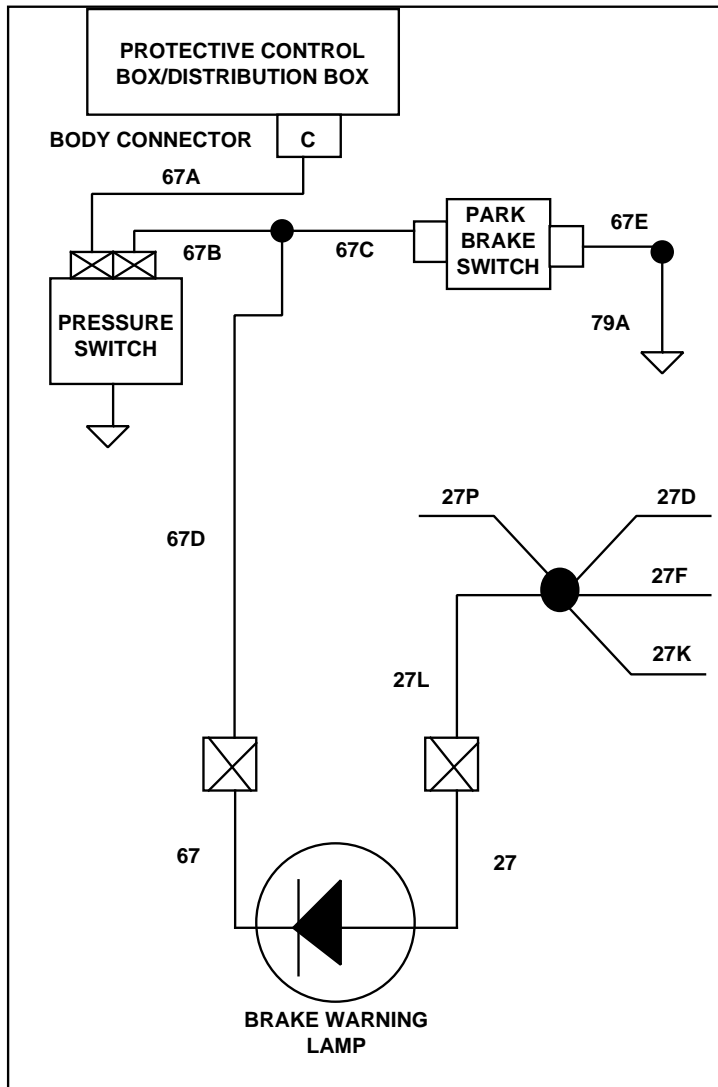 PROTECTIVE CONTROL
BOX/DISTRIBUTION BOX
BODY CONNECTOR
C
67A
67B
67C
PARK
BRAKE
SWITCH
67E
PRESSURE
SWITCH
79A
27P
27D
67D
27F
27K
27L
67
27
BRAKE WARNING
LAMP